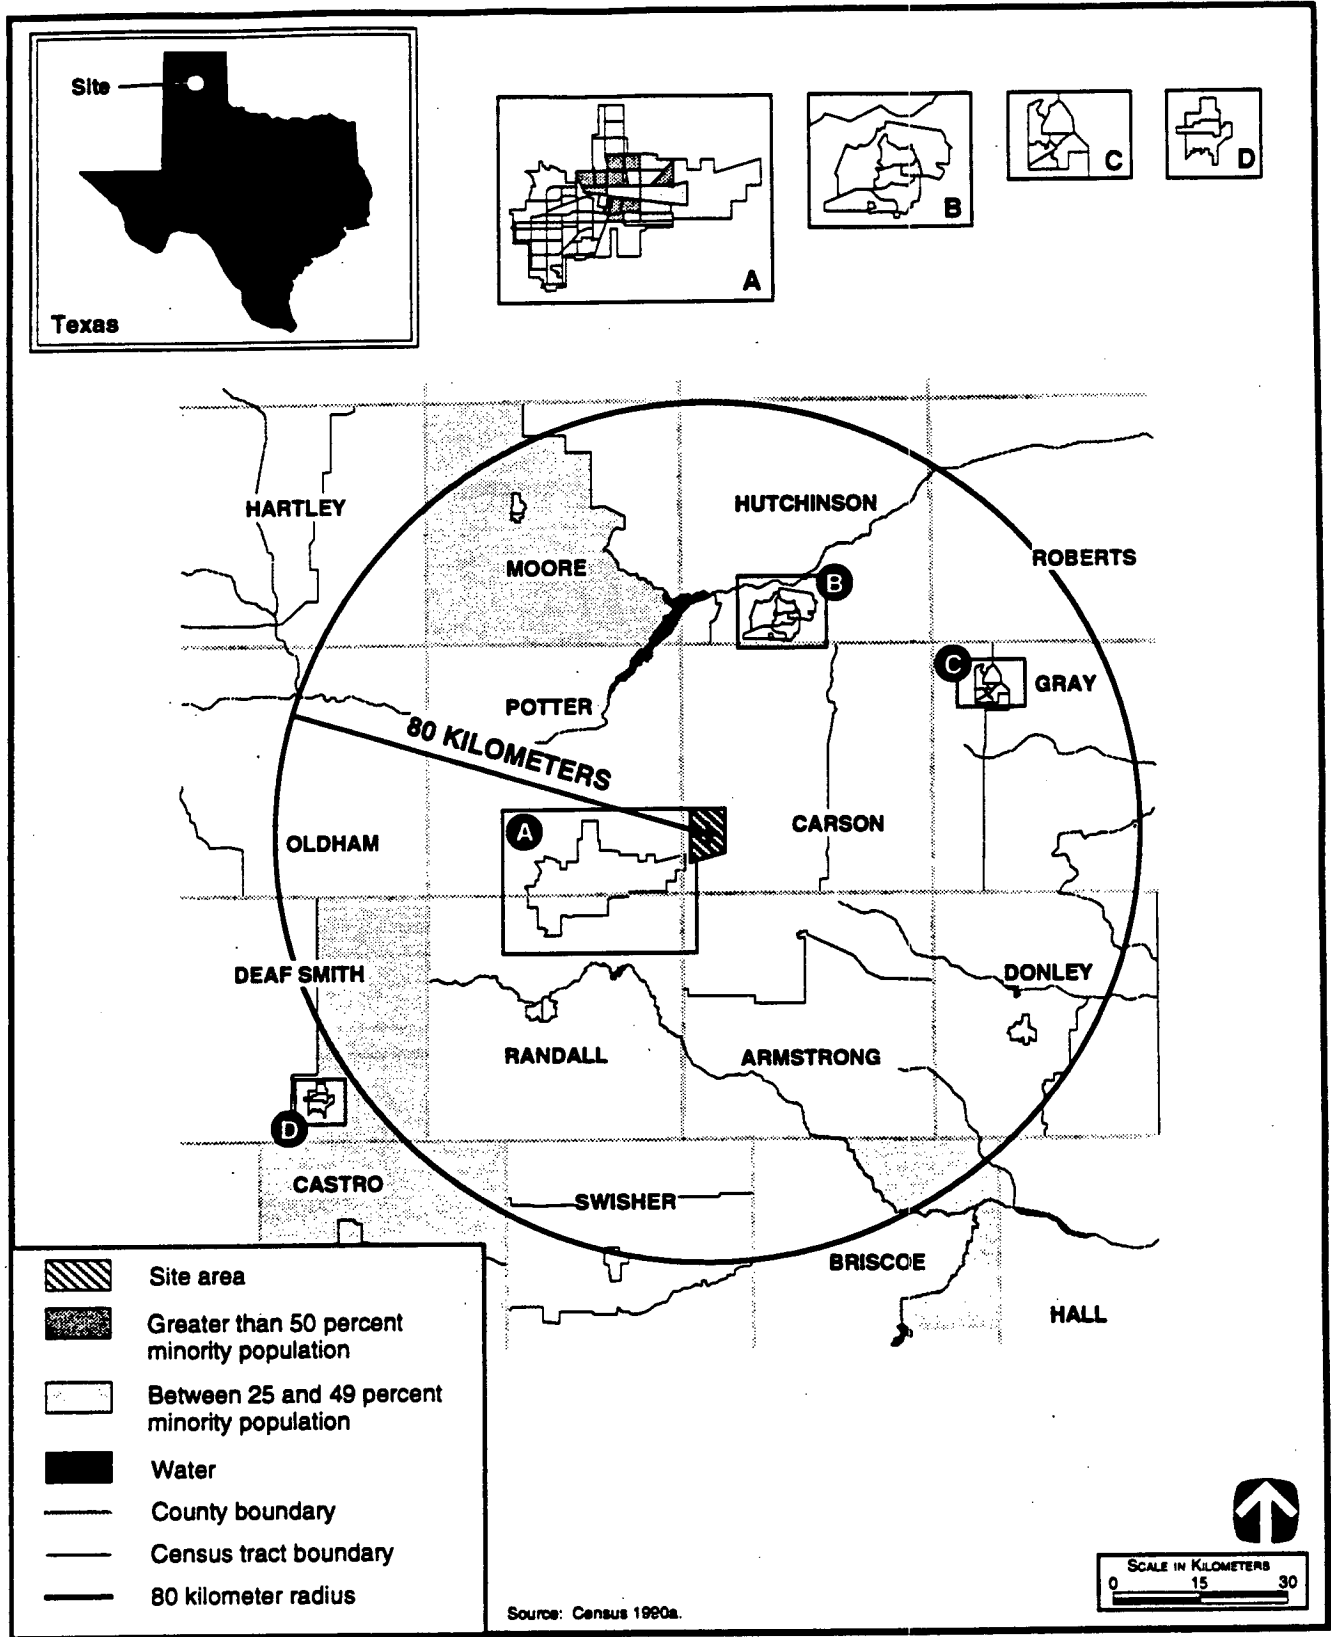 Site
Texas
A
B
C
D
HARTLEY
HUTCHINSON
MOORE
ROBERTS
B
C
GRAY
POTTER
80 KILOMETERS
A
CARSON
OLDHAM
DEAF SMITH
DONLEY
RANDALL
ARMSTRONG
D
CASTRO
SWISHER
BRISCOE
HALL
Site area
Greater than 50 percent
minority population
Between 25 and 49 percent
minority population
Water
County boundary
Census tract boundary
80 kilometer radius
Source: Census 1990a.
SCALE IN KILOMETERS
0 15 30